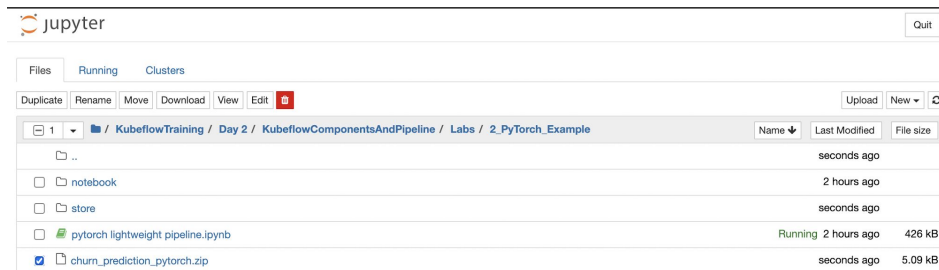 jupyter
Quit
Files Running Clusters
Duplicate Rename Move Download View Edit Upload New
1 / KubeflowTraining / Day 2 / KubeflowComponentsAndPipeline / Labs / 2_PyTorch_Example Name Last Modified File size
.. seconds ago
notebook 2 hours ago
store seconds ago
pytorch lightweight pipeline.ipynb Running 2 hours ago 426 kB
churn_prediction_pytorch.zip seconds ago 5.09 kB